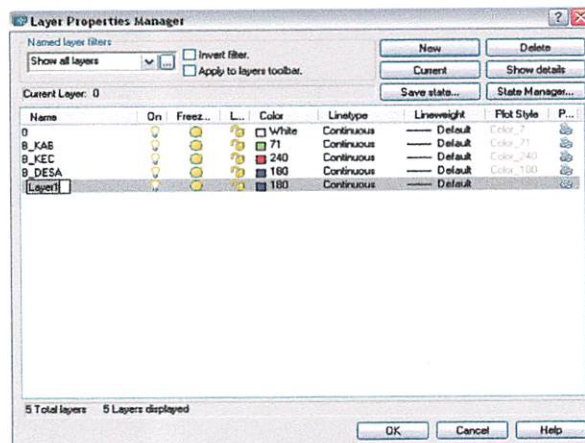 Layer Properties Manager
Named layer filters
Show all layers
...
Invert filter.
Apply to layers toolbar.
New
Delete
Current
Show details
Save state...
State Manager...
Current Layer: 0
Name On Freez... L... Color Linetype Lineweight Plot Style P...
0 White Continuous Default Color_7
B_KAB 71 Continuous Default Color_71
B_KEC 240 Continuous Default Color_240
B_DESA 180 Continuous Default Color_180
Layer1 180 Continuous Default Color_180
5 Total layers 5 Layers displayed
OK
Cancel
Help